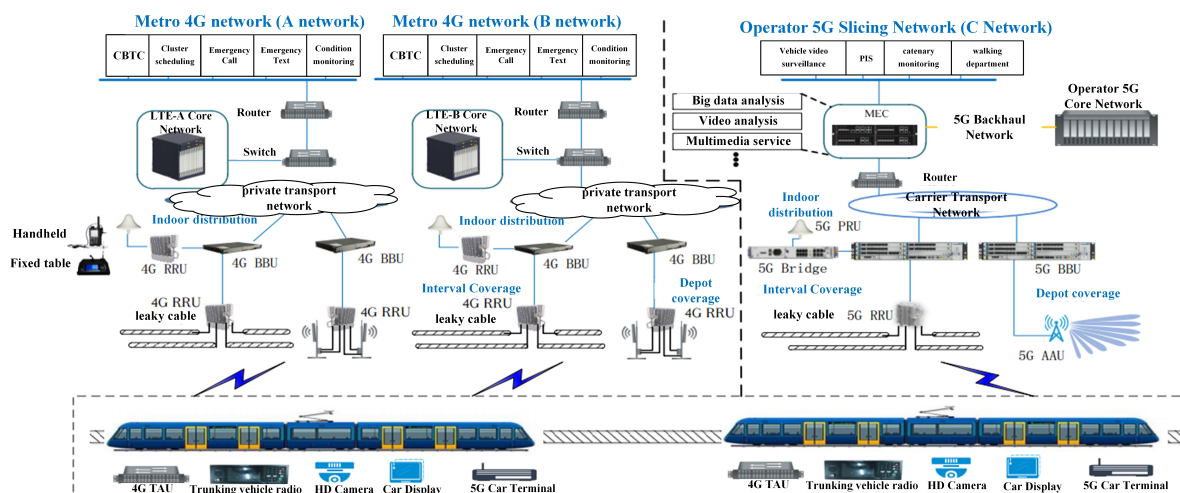 Metro 4G network (A network)
CBTC
Cluster
scheduling
Emergency
Call
Emergency
Text
Condition
monitoring
Router
LTE-A Core
Network
Switch
private transport
network
Indoor distribution
Handheld
Fixed table
4G RRU
4G BBU
4G BBU
4G RRU
leaky cable
4G RRU
Metro 4G network (B network)
CBTC
Cluster
scheduling
Emergency
Call
Emergency
Text
Condition
monitoring
Router
LTE-B Core
Network
Switch
private transport
network
Indoor distribution
4G RRU
4G BBU
4G BBU
Interval Coverage
4G RRU
leaky cable
Depot
coverage
4G RRU
Operator 5G Slicing Network (C Network)
Vehicle video
surveillance
PIS
catenary
monitoring
walking
department
Big data analysis
Video analysis
Multimedia service
MEC
5G Backhaul
Network
Operator 5G
Core Network
Router
Carrier Transport
Network
Indoor
distribution
5G PRU
5G Bridge
5G BBU
Interval Coverage
leaky cable
5G RRU
Depot coverage
5G AAU
4G TAU
Trunking vehicle radio
HD Camera
Car Display
5G Car Terminal
4G TAU
Trunking vehicle radio
HD Camera
Car Display
5G Car Terminal